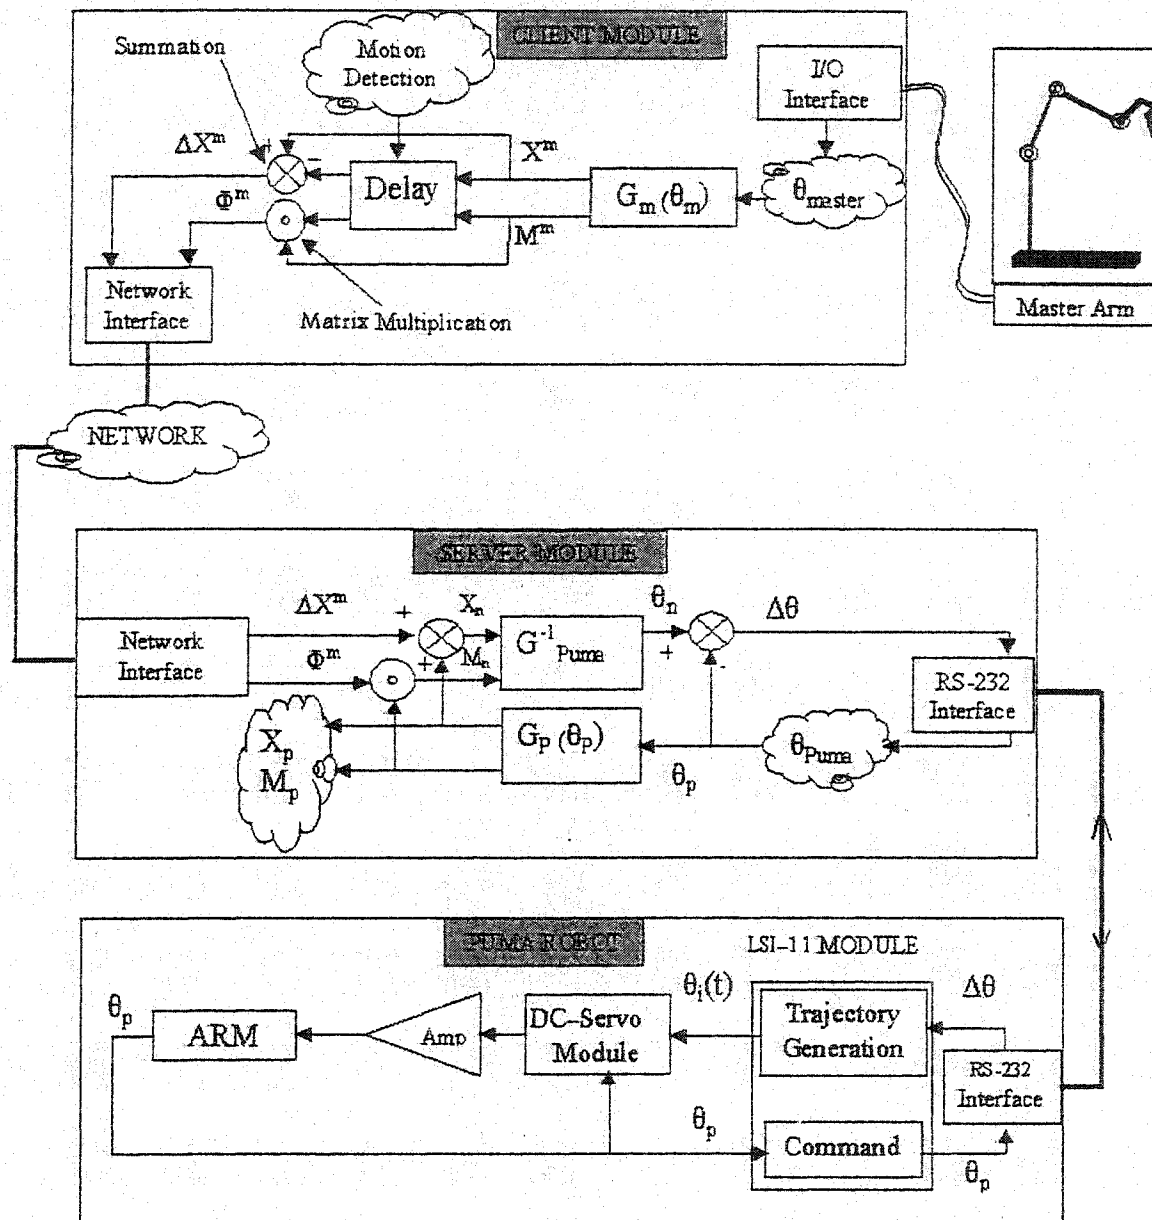 CLIENT MODULE
Summation
Motion
Detection
I/O
Interface
ΔX^m
+
−
X^m
Delay
G_m(θ_m)
θ_master
Φ^m
M^m
Network
Interface
Matrix Multiplication
Master Arm
NETWORK
SERVER MODULE
ΔX^m
+
X_n
θ_n
Δθ
Network
Interface
G^-1_Puma
+
-
Φ^m
+
M_n
RS-232
Interface
X_p
M_p
G_p(θ_p)
θ_p
θ_Puma
PUMA ROBOT
LSI-11 MODULE
θ_p
θ_i(t)
Δθ
ARM
Amp
DC-Servo
Module
Trajectory
Generation
RS-232
Interface
θ_p
Command
θ_p